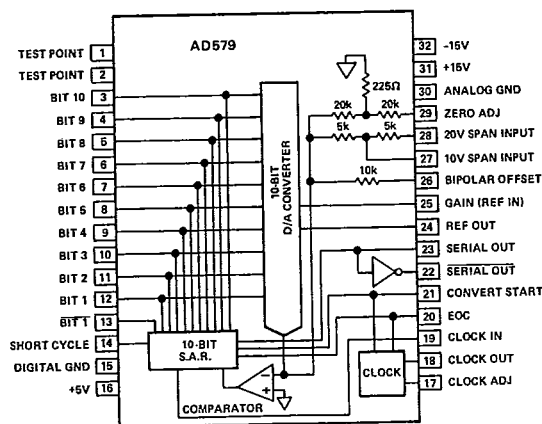 AD579
TEST POINT 1
TEST POINT 2
BIT 10 3
BIT 9 4
BIT 8 5
BIT 7 6
BIT 6 7
BIT 5 8
BIT 4 9
BIT 3 10
BIT 2 11
BIT 1 12
BIT 1 13
SHORT CYCLE 14
DIGITAL GND 15
+5V 16
10-BIT
D/A CONVERTER
10-BIT
S.A.R.
COMPARATOR
−
+
CLOCK
225Ω
20k 20k
5k 5k
10k
32 −15V
31 +15V
30 ANALOG GND
29 ZERO ADJ
28 20V SPAN INPUT
27 10V SPAN INPUT
26 BIPOLAR OFFSET
25 GAIN (REF IN)
24 REF OUT
23 SERIAL OUT
22 SERIAL OUT
21 CONVERT START
20 EOC
19 CLOCK IN
18 CLOCK OUT
17 CLOCK ADJ